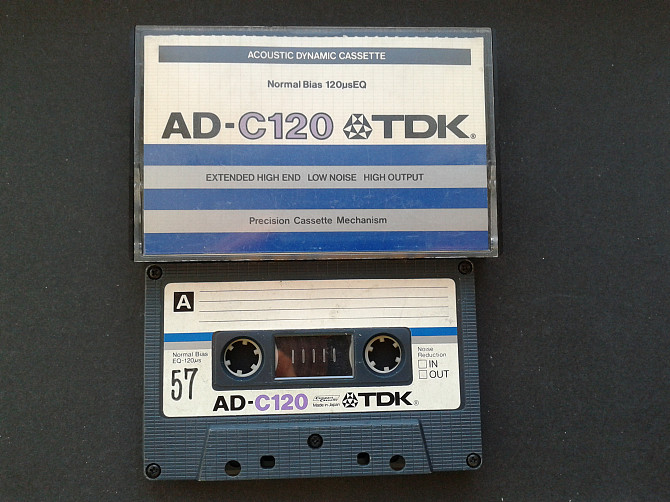 ACOUSTIC DYNAMIC CASSETTE
Normal Bias 120µsEQ
AD-C120 TDK®
EXTENDED HIGH END LOW NOISE HIGH OUTPUT
Precision Cassette Mechanism
A
Normal Bias
EQ-120µs
Noise
Reduction
IN
OUT
57
AD-C120 Made in Japan TDK®